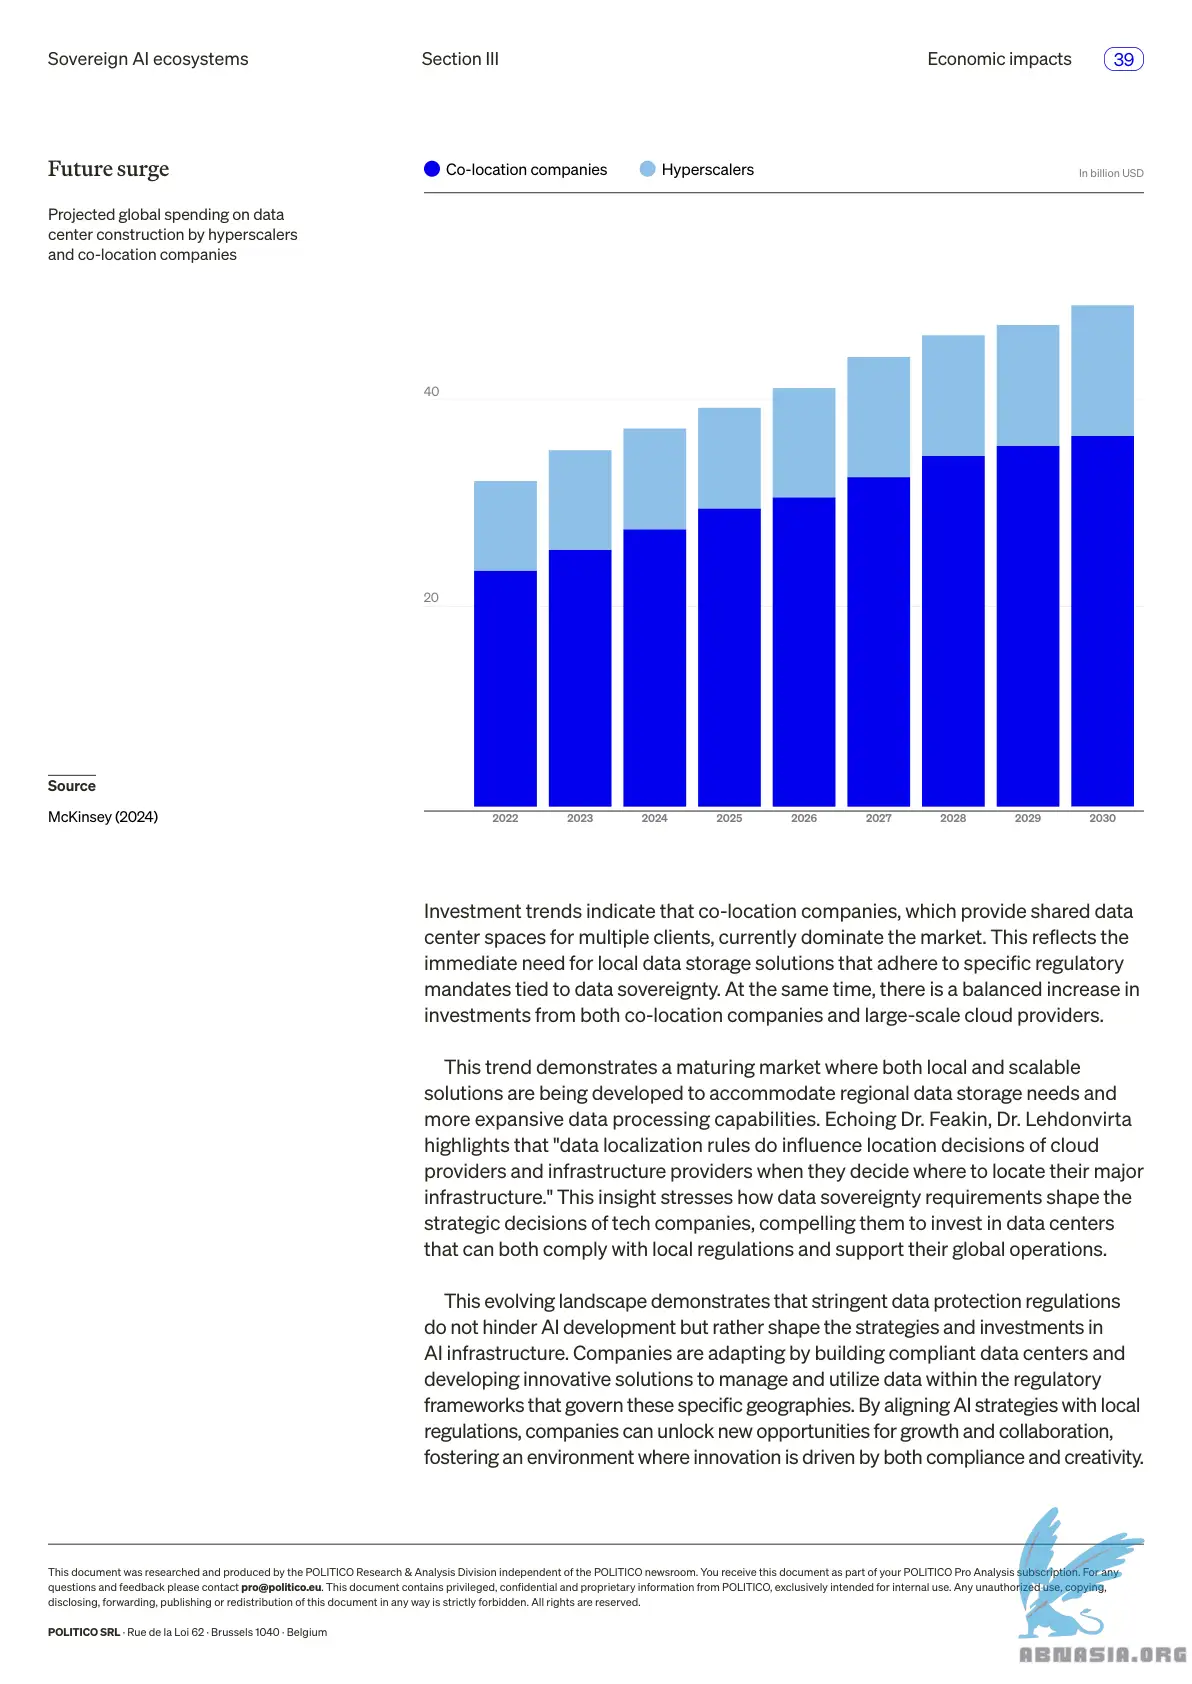 Sovereign AI ecosystems
Section III
Economic impacts
39
Future surge
Projected global spending on data
center construction by hyperscalers
and co-location companies
Co-location companies
Hyperscalers
In billion USD
40
20
2022
2023
2024
2025
2026
2027
2028
2029
2030
Source
McKinsey (2024)
Investment trends indicate that co-location companies, which provide shared data
center spaces for multiple clients, currently dominate the market. This reflects the
immediate need for local data storage solutions that adhere to specific regulatory
mandates tied to data sovereignty. At the same time, there is a balanced increase in
investments from both co-location companies and large-scale cloud providers.
This trend demonstrates a maturing market where both local and scalable
solutions are being developed to accommodate regional data storage needs and
more expansive data processing capabilities. Echoing Dr. Feakin, Dr. Lehdonvirta
highlights that "data localization rules do influence location decisions of cloud
providers and infrastructure providers when they decide where to locate their major
infrastructure." This insight stresses how data sovereignty requirements shape the
strategic decisions of tech companies, compelling them to invest in data centers
that can both comply with local regulations and support their global operations.
This evolving landscape demonstrates that stringent data protection regulations
do not hinder AI development but rather shape the strategies and investments in
AI infrastructure. Companies are adapting by building compliant data centers and
developing innovative solutions to manage and utilize data within the regulatory
frameworks that govern these specific geographies. By aligning AI strategies with local
regulations, companies can unlock new opportunities for growth and collaboration,
fostering an environment where innovation is driven by both compliance and creativity.
This document was researched and produced by the POLITICO Research & Analysis Division independent of the POLITICO newsroom. You receive this document as part of your POLITICO Pro Analysis subscription. For any
questions and feedback please contact pro@politico.eu. This document contains privileged, confidential and proprietary information from POLITICO, exclusively intended for internal use. Any unauthorized use, copying,
disclosing, forwarding, publishing or redistribution of this document in any way is strictly forbidden. All rights are reserved.
POLITICO SRL · Rue de la Loi 62 · Brussels 1040 · Belgium
ABNASIA.ORG